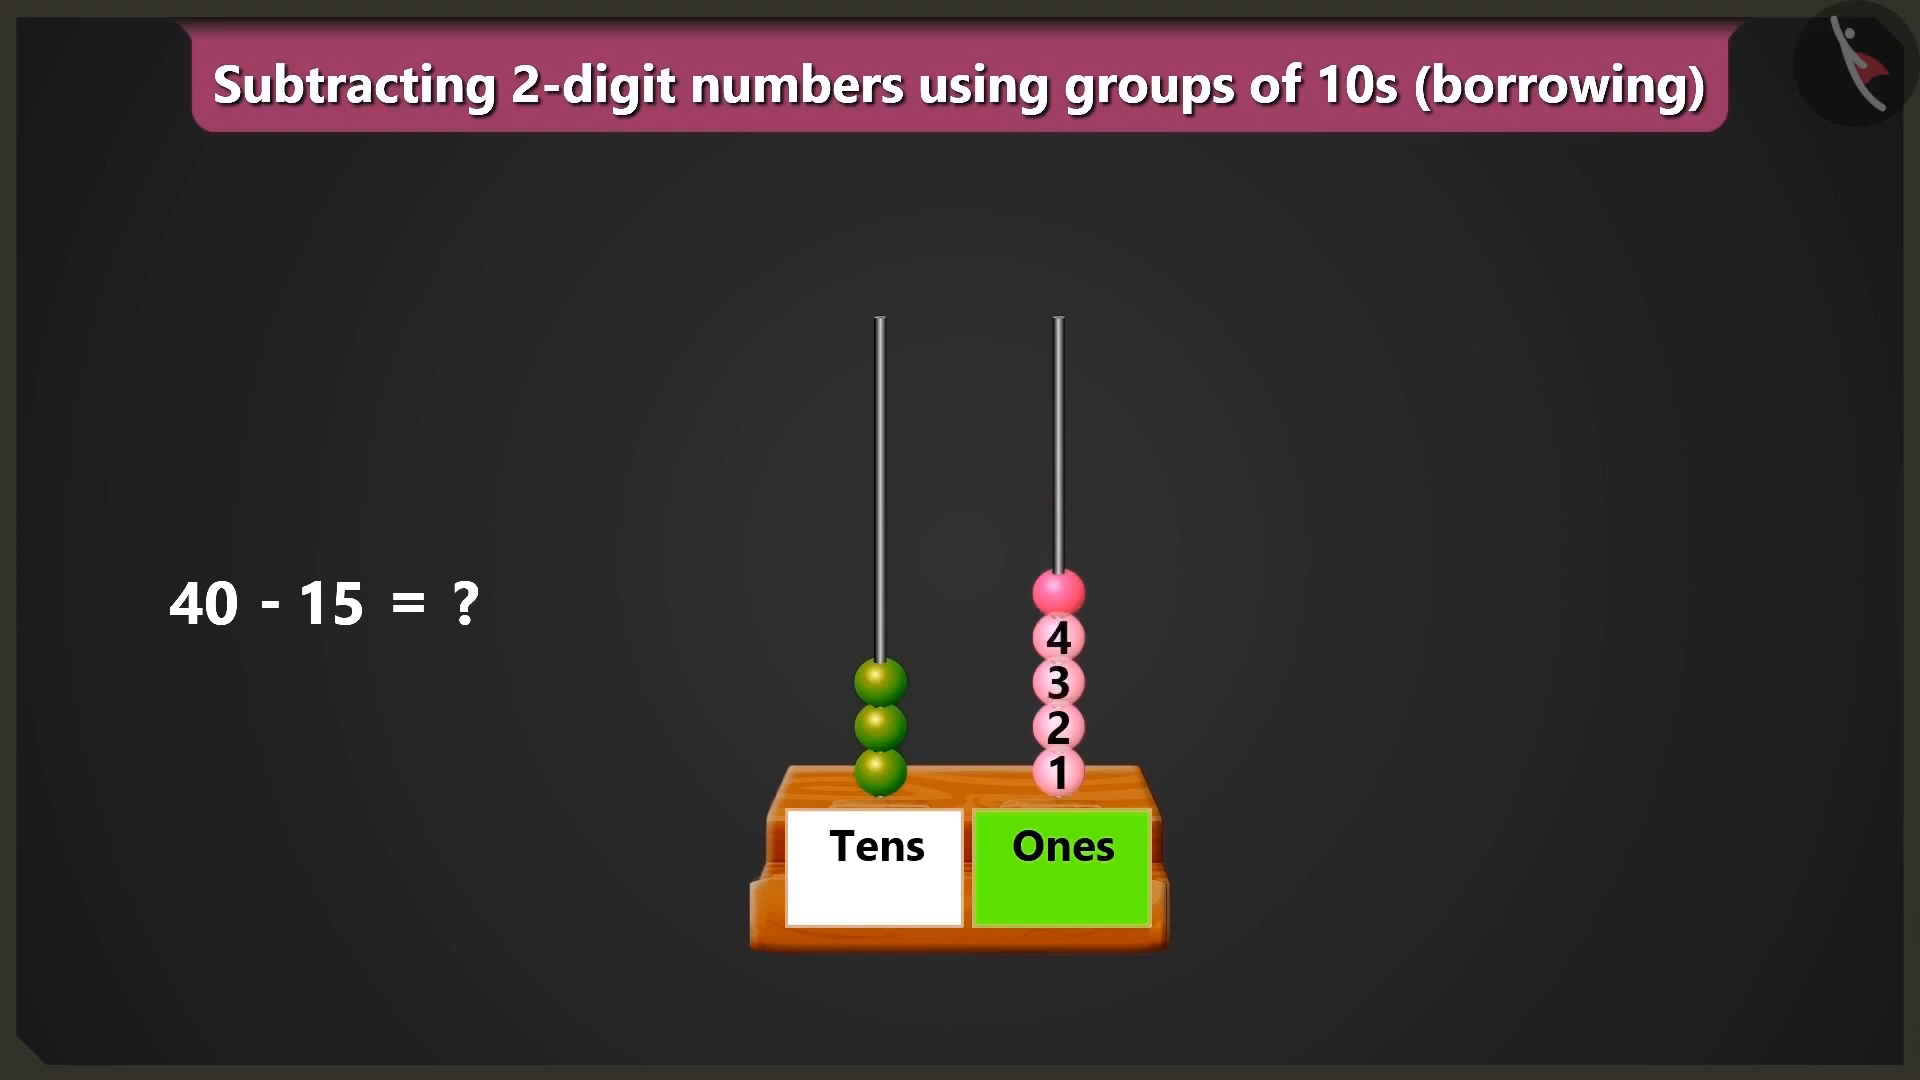 Subtracting 2-digit numbers using groups of 10s (borrowing)
40 - 15 = ?
4
3
2
1
Tens Ones